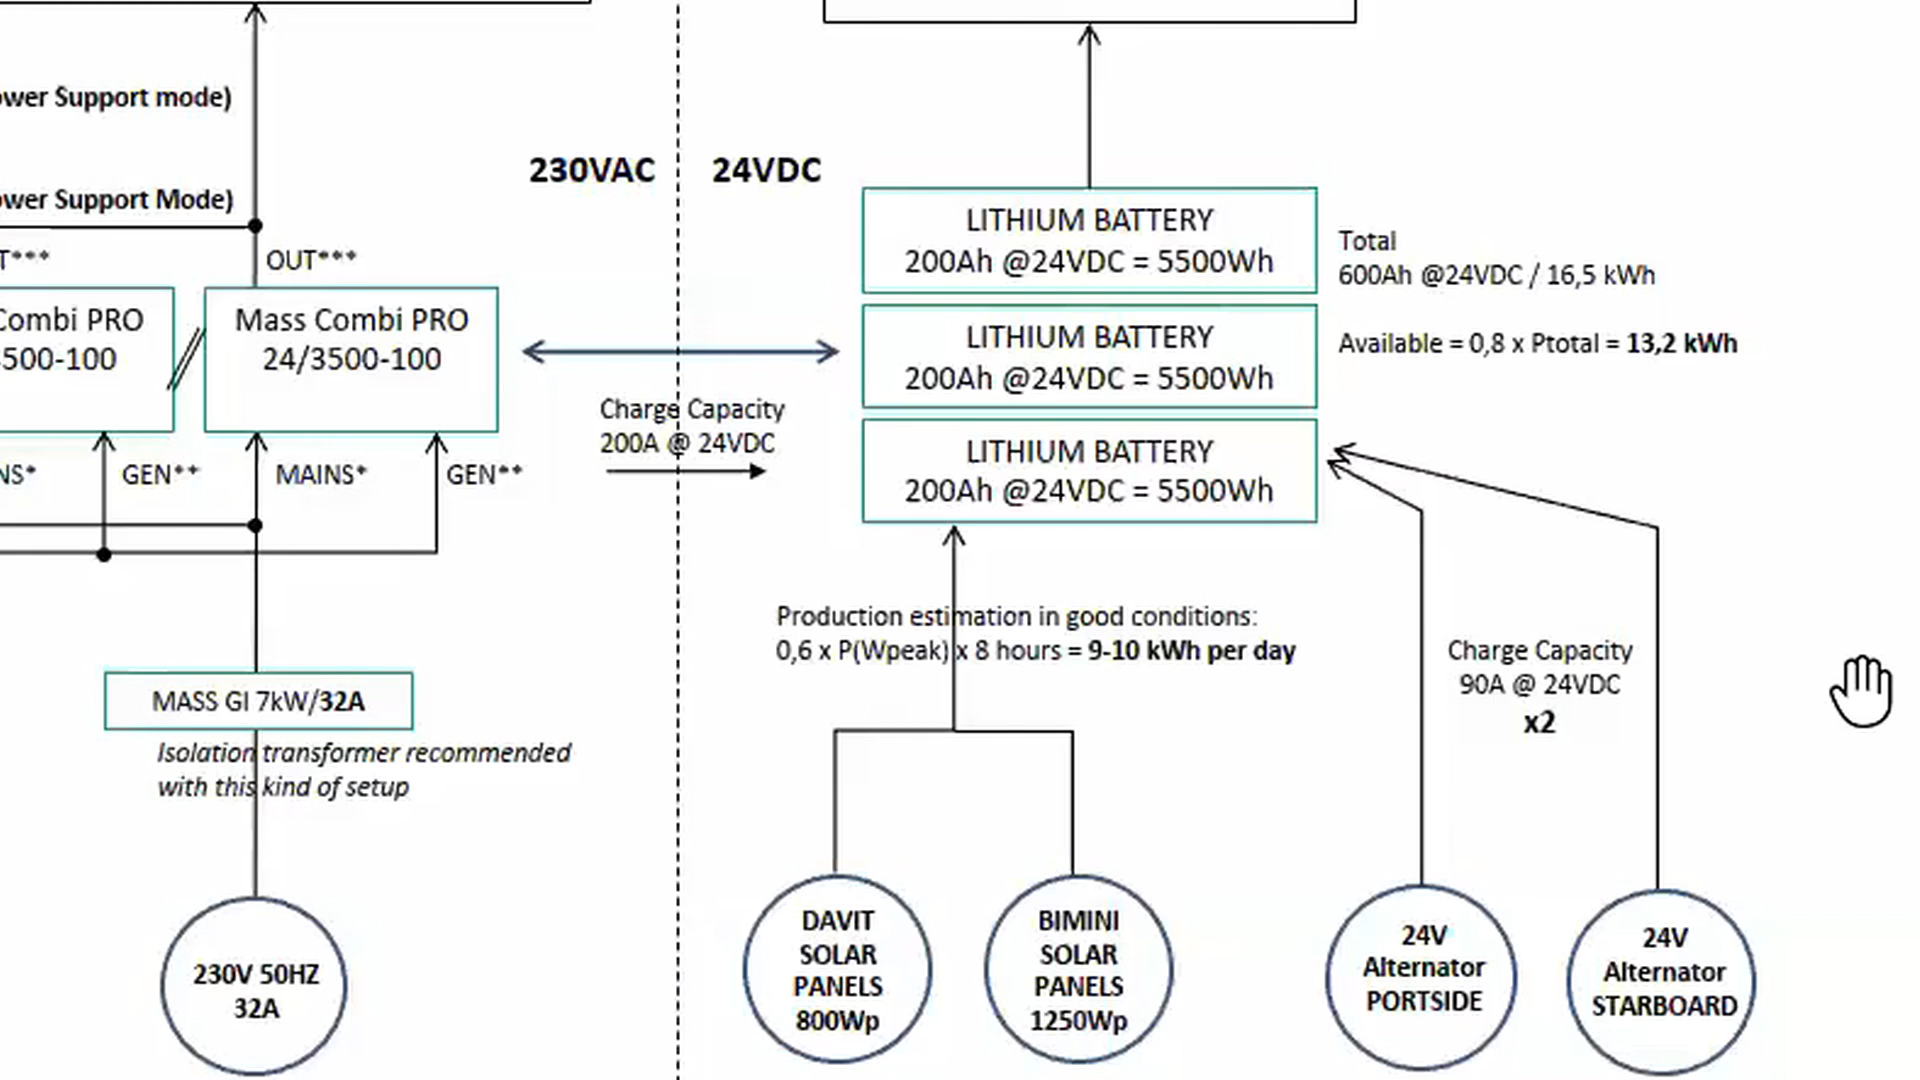 ower Support mode)
ower Support Mode)
230VAC
24VDC
T***
OUT***
Combi PRO
500-100
Mass Combi PRO
24/3500-100
NS*
GEN**
MAINS*
GEN**
Charge Capacity
200A @ 24VDC
LITHIUM BATTERY
200Ah @24VDC = 5500Wh
LITHIUM BATTERY
200Ah @24VDC = 5500Wh
LITHIUM BATTERY
200Ah @24VDC = 5500Wh
Total
600Ah @24VDC / 16,5 kWh
Available = 0,8 x Ptotal = 13,2 kWh
Production estimation in good conditions:
0,6 x P(Wpeak) x 8 hours = 9-10 kWh per day
Charge Capacity
90A @ 24VDC
x2
MASS GI 7kW/32A
Isolation transformer recommended
with this kind of setup
230V 50HZ
32A
DAVIT
SOLAR
PANELS
800Wp
BIMINI
SOLAR
PANELS
1250Wp
24V
Alternator
PORTSIDE
24V
Alternator
STARBOARD